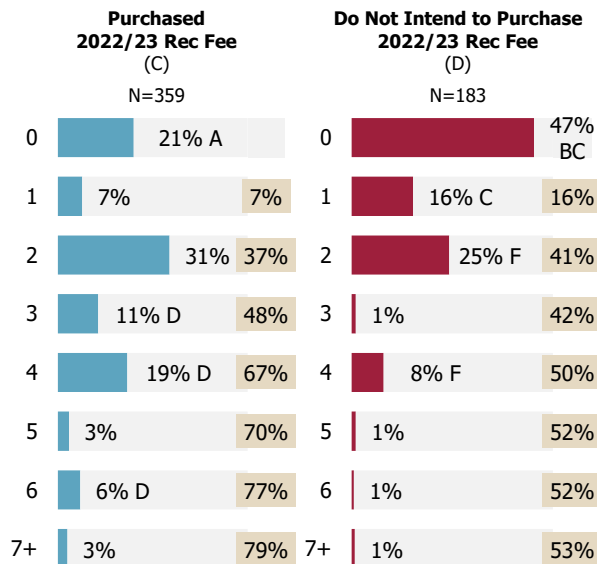 Purchased
2022/23 Rec Fee
(C)
N=359
0 21% A
1 7% 7%
2 31% 37%
3 11% D 48%
4 19% D 67%
5 3% 70%
6 6% D 77%
7+ 3% 79%
Do Not Intend to Purchase
2022/23 Rec Fee
(D)
N=183
0 47%
BC
1 16% C 16%
2 25% F 41%
3 1% 42%
4 8% F 50%
5 1% 52%
6 1% 52%
7+ 1% 53%